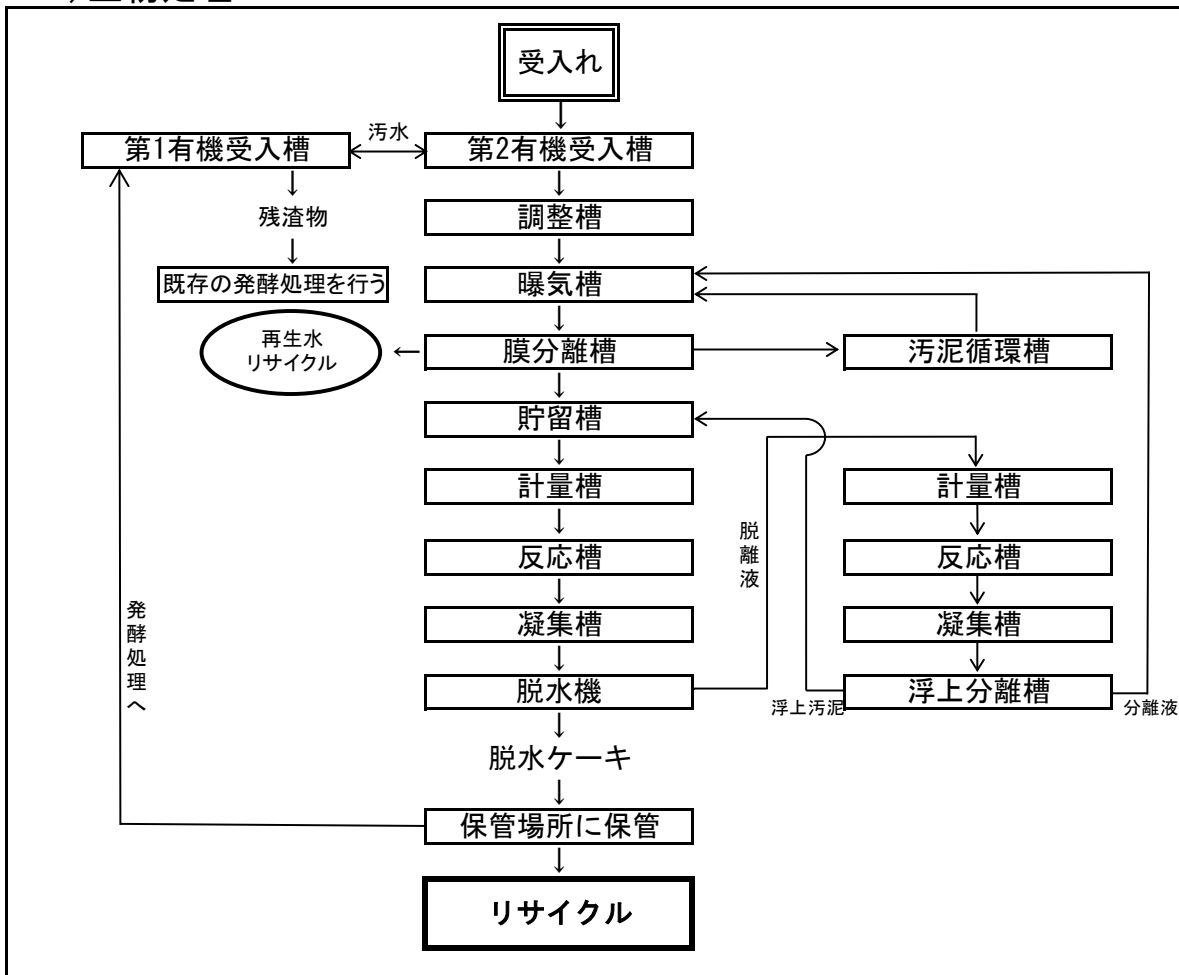 受入れ
第1有機受入槽
汚水
第2有機受入槽
残渣物
調整槽
既存の発酵処理を行う
曝気槽
再生水
リサイクル
膜分離槽
汚泥循環槽
貯留槽
計量槽
計量槽
脱離液
反応槽
反応槽
発酵処理へ
凝集槽
凝集槽
脱水機
浮上汚泥
浮上分離槽
分離液
脱水ケーキ
保管場所に保管
リサイクル